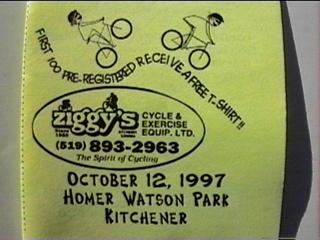 FIRST 100 PRE-REGISTERED RECEIVE A FREE T-SHIRT!!
ziggy's
CYCLE &
EXERCISE
EQUIP. LTD.
Since
(519) 893-2963
The Spirit of Cycling
OCTOBER 12, 1997
HOMER WATSON PARK
KITCHENER